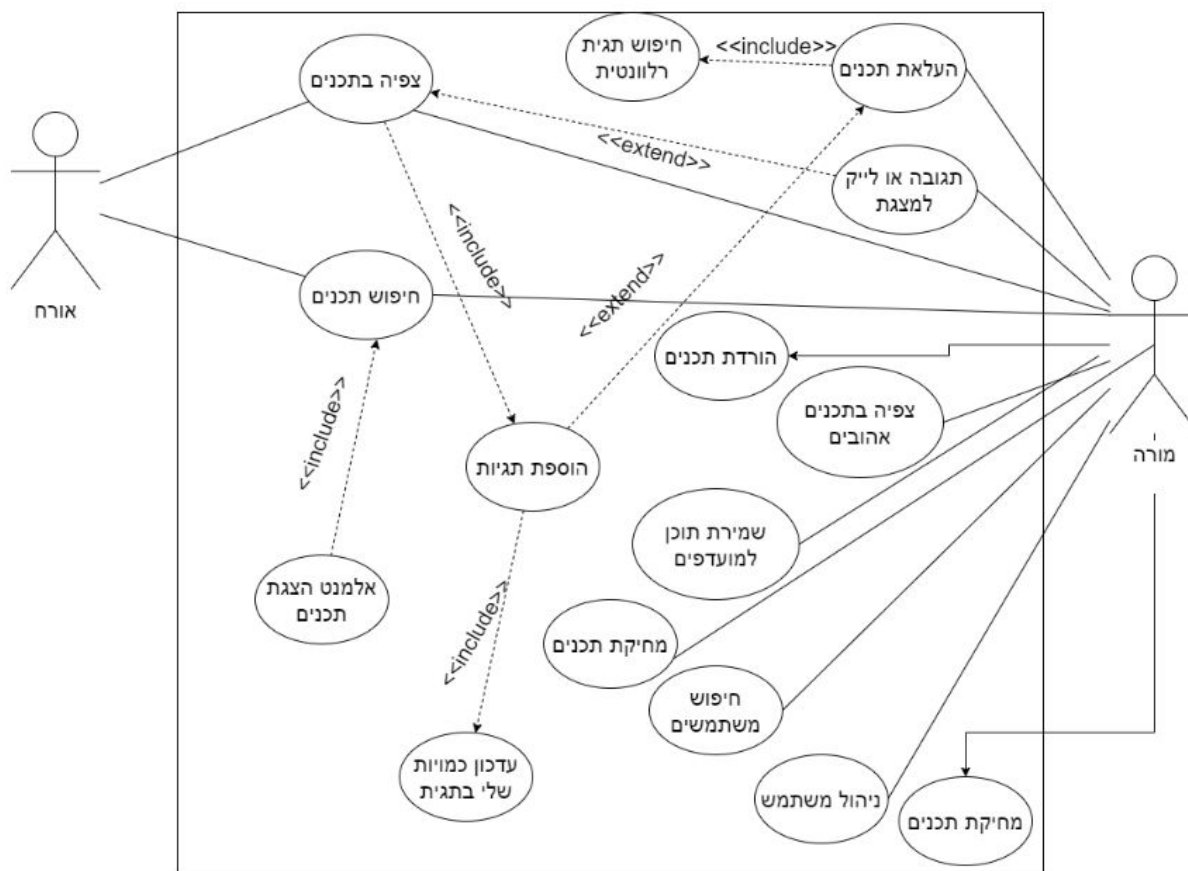 חיפוש תגית
רלוונטית
<<include>>
העלאת תכנים
צפיה בתכנים
<<extend>>
תגובה או לייק
למצגת
<<include>>
<<extend>>
חיפוש תכנים
אורח
הורדת תכנים
צפיה בתכנים
אהובים
<<include>>
הוספת תגיות
מורה
שמירת תוכן
למועדפים
אלמנט הצגת
תכנים
<<include>>
מחיקת תכנים
חיפוש
משתמשים
עדכון כמויות
שלי בתגית
ניהול משתמש
מחיקת תכנים